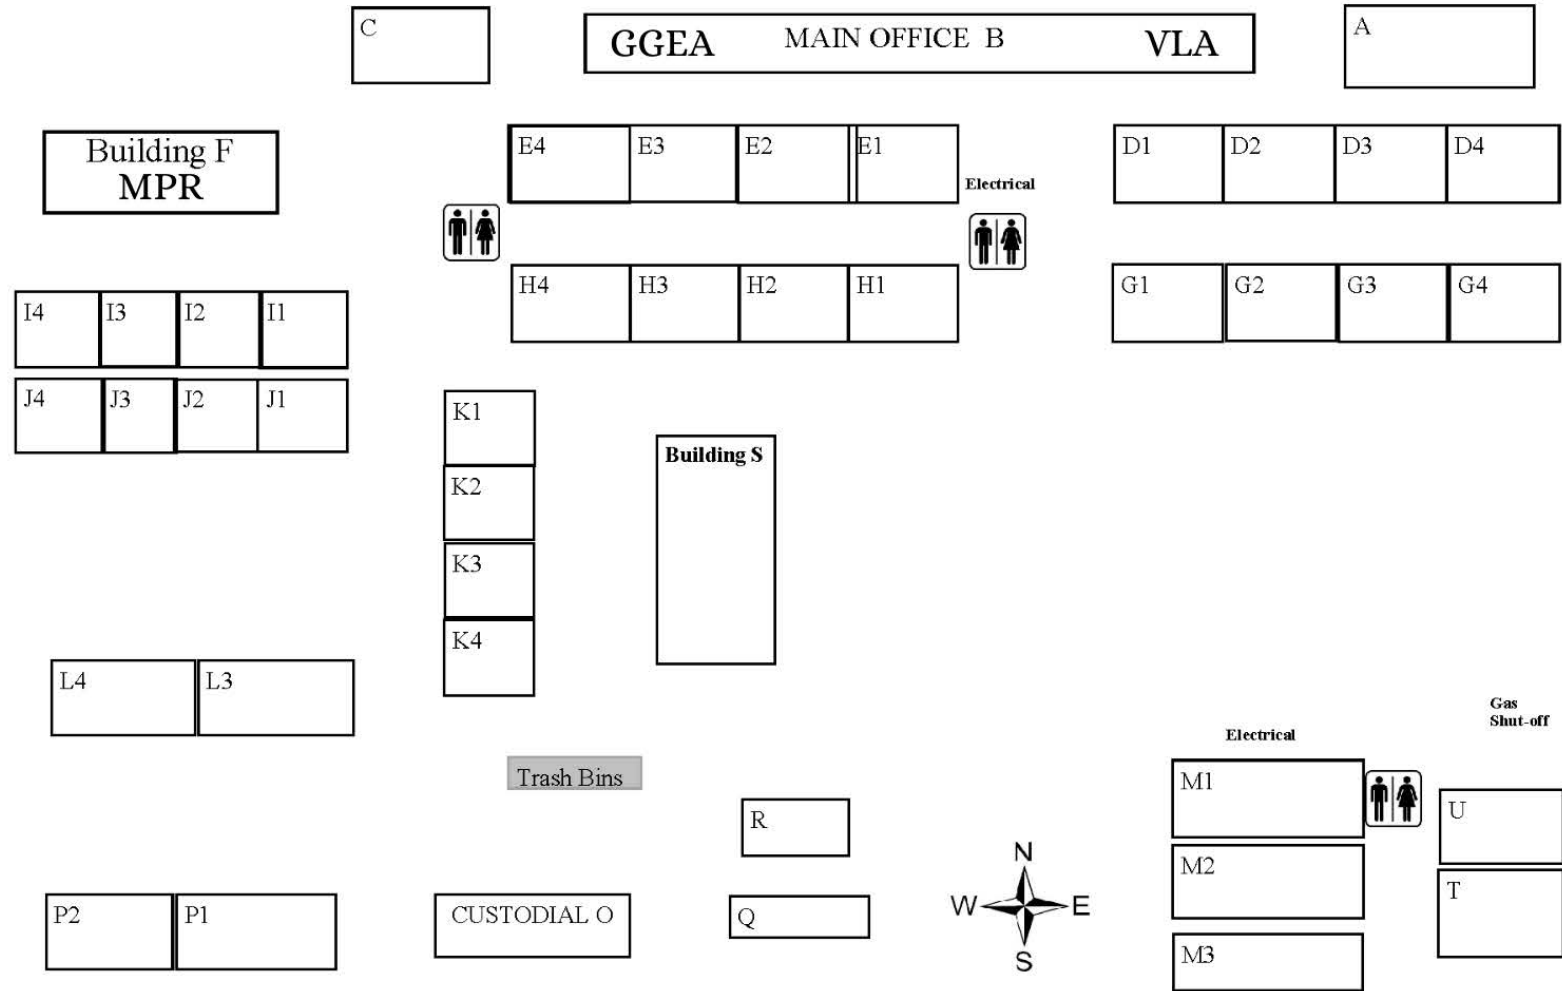 C
GGEA MAIN OFFICE B VLA
A
Building F
MPR
E4 E3 E2 E1
Electrical
D1 D2 D3 D4
H4 H3 H2 H1
G1 G2 G3 G4
I4 I3 I2 I1
J4 J3 J2 J1
K1
K2
K3
K4
Building S
L4 L3
Gas
Shut-off
Electrical
Trash Bins
M1
M2
M3
U
T
R
Q
N
W E
S
P2 P1
CUSTODIAL O